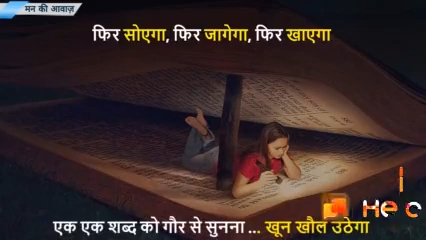 मन की आवाज़
फिर सोएगा, फिर जागेगा, फिर खाएगा
एक एक शब्द को गौर से सुनना ... खून खौल उठेगा